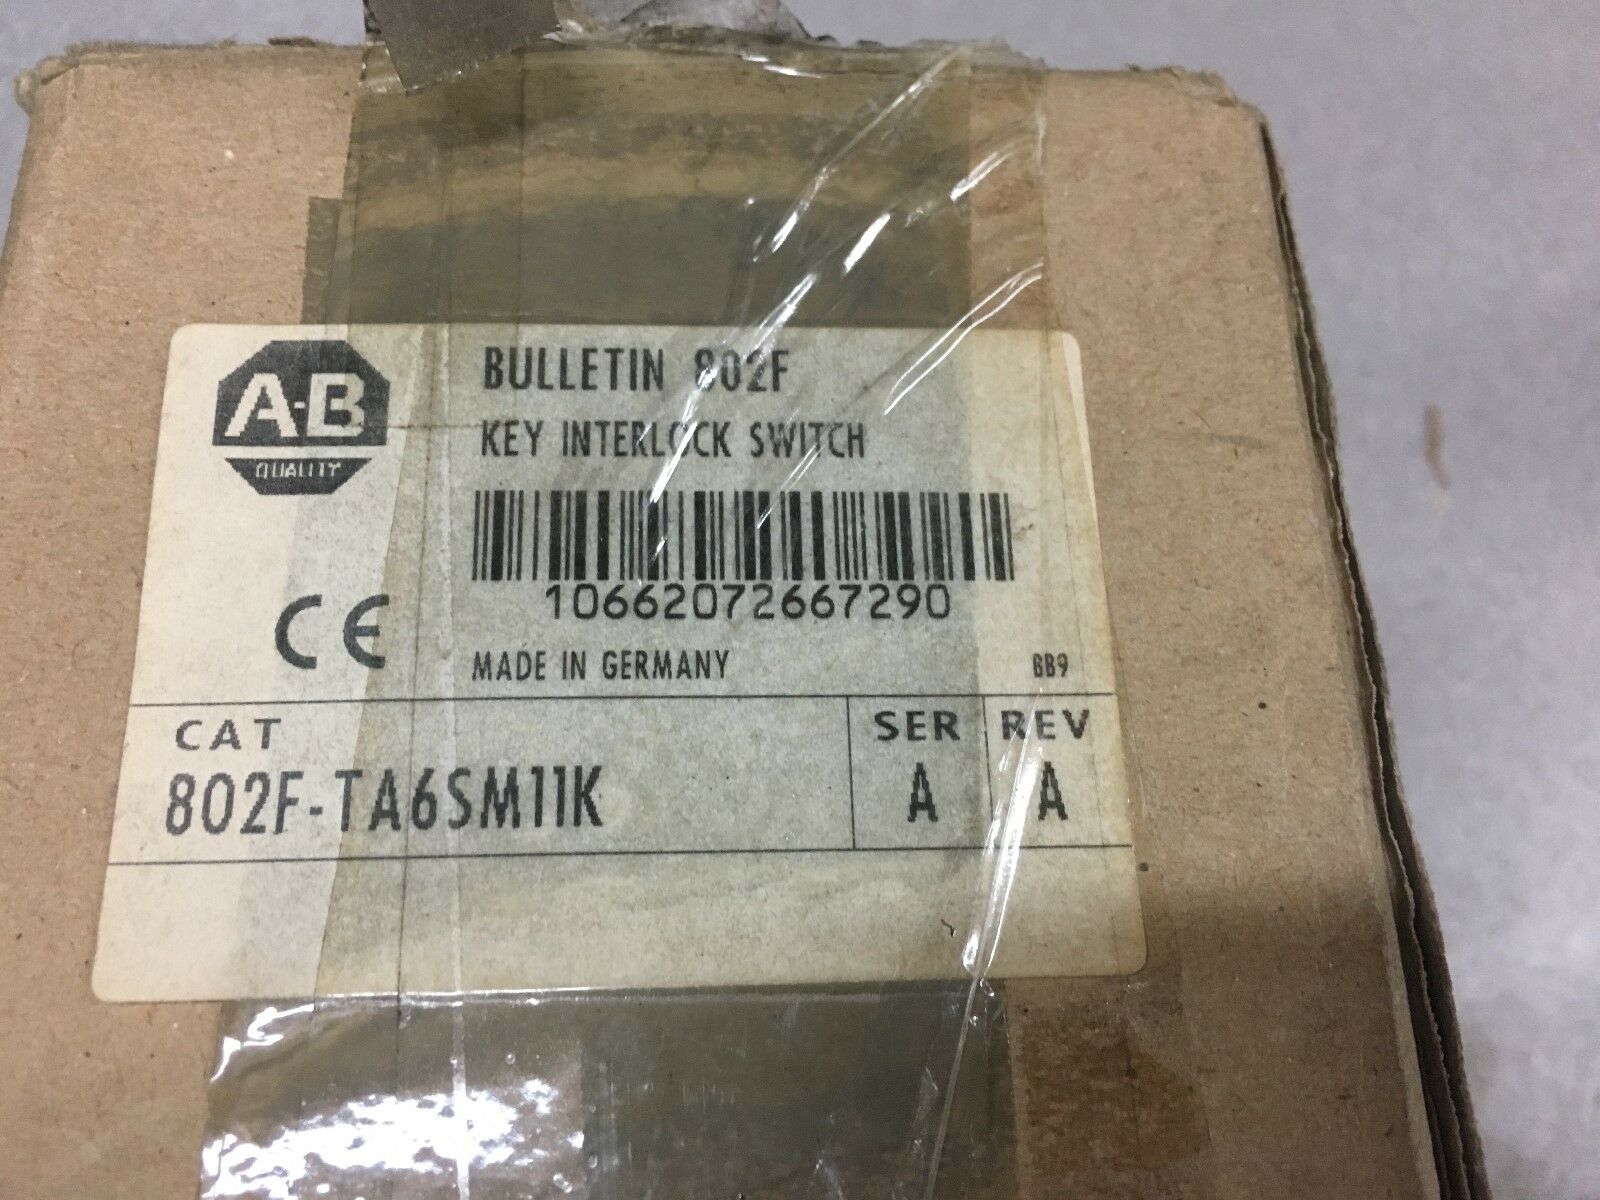 A-B
QUALITY
BULLETIN 802F
KEY INTERLOCK SWITCH
10662072667290
CE
MADE IN GERMANY
BB9
CAT
SER
REV
802F-TA6SM11K
A
A